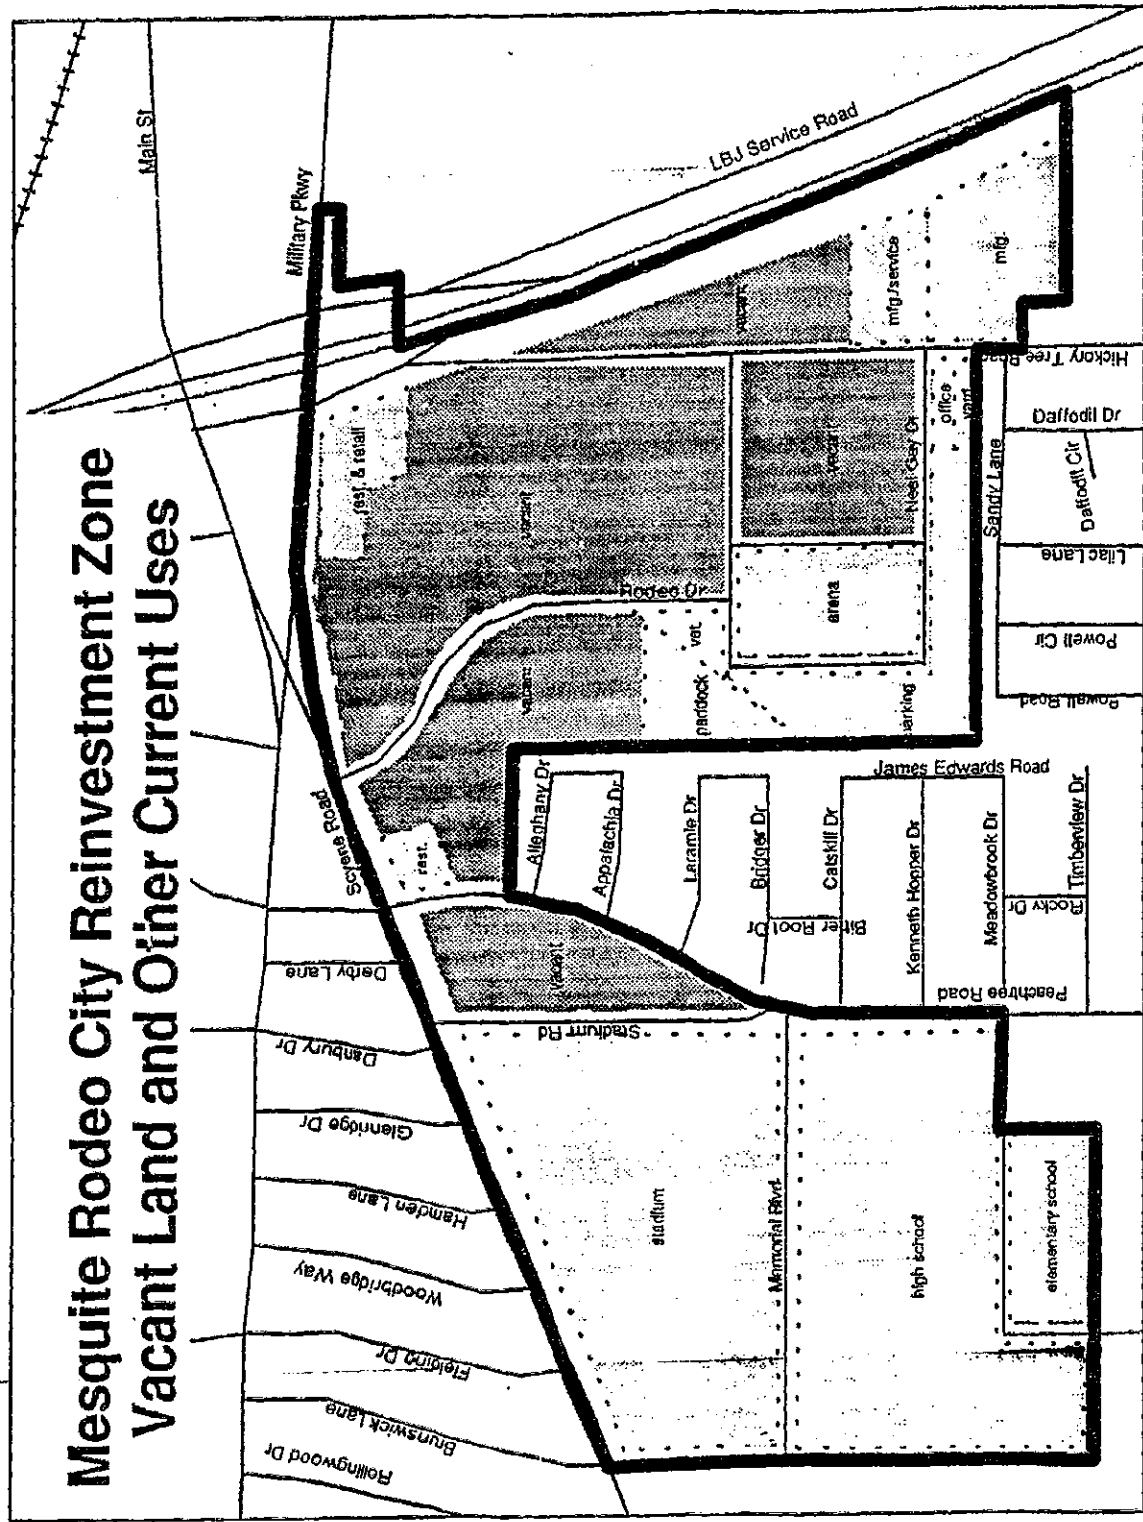 Mesquite Rodeo City Reinvestment Zone
Vacant Land and Other Current Uses
Main St
Military Pkwy
LBJ Service Road
Scyene Road
rest. & retail
vacant
vacant
vacant
vacant
vacant
mfg./service
mfg.
Hickory Tree Road
office
yard
Neal Gay Dr
Sandy Lane
Daffodil Dr
Daffodil Cir
Lilac Lane
Powell Cir
Powell Road
Rodeo Dr
arena
vet.
paddock
parking
rest.
Alleghany Dr
Appalachia Dr
Laramie Dr
Bridger Dr
Catskill Dr
Bitter Root Dr
James Edwards Road
Kenneth Hopper Dr
Meadowbrook Dr
Rocky Dr
Timberview Dr
Peachtree Road
Stadium Rd
Derby Lane
Danbury Dr
Glenridge Dr
Hamden Lane
Woodbridge Way
Fielding Dr
Brunswick Lane
Rollingwood Dr
stadium
Memorial Blvd
high school
elementary school